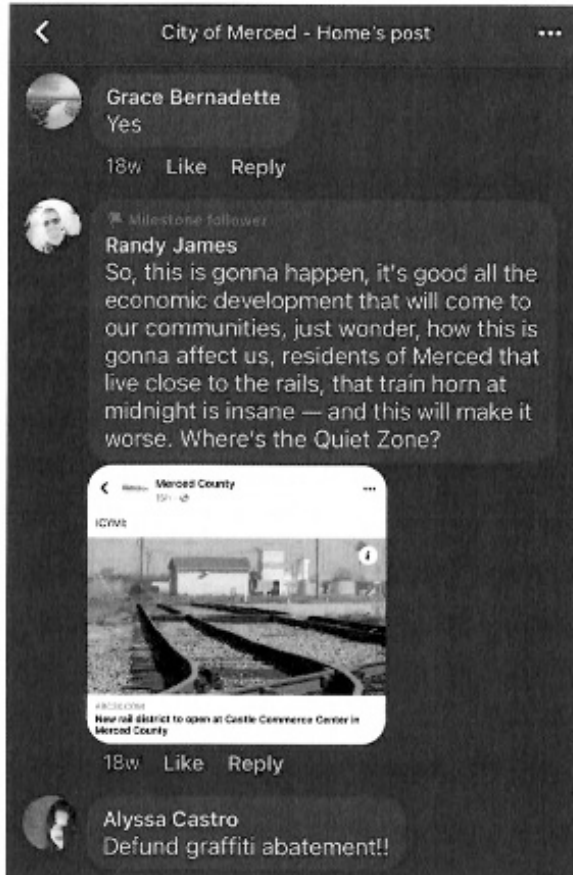 City of Merced - Home's post
Grace Bernadette
Yes
18w Like Reply
Milestone follower
Randy James
So, this is gonna happen, it's good all the
economic development that will come to
our communities, just wonder, how this is
gonna affect us, residents of Merced that
live close to the rails, that train horn at
midnight is insane — and this will make it
worse. Where's the Quiet Zone?
Merced County
ICYMI:
New rail district to open at Castle Commerce Center in
Merced County
18w Like Reply
Alyssa Castro
Defund graffiti abatement!!